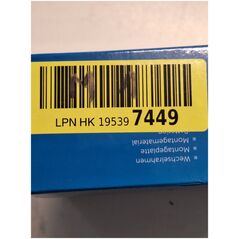 LPN HK 19539 7449
▪ Wechselrahmen
▪ Montageplatte
▪ Montagematerial